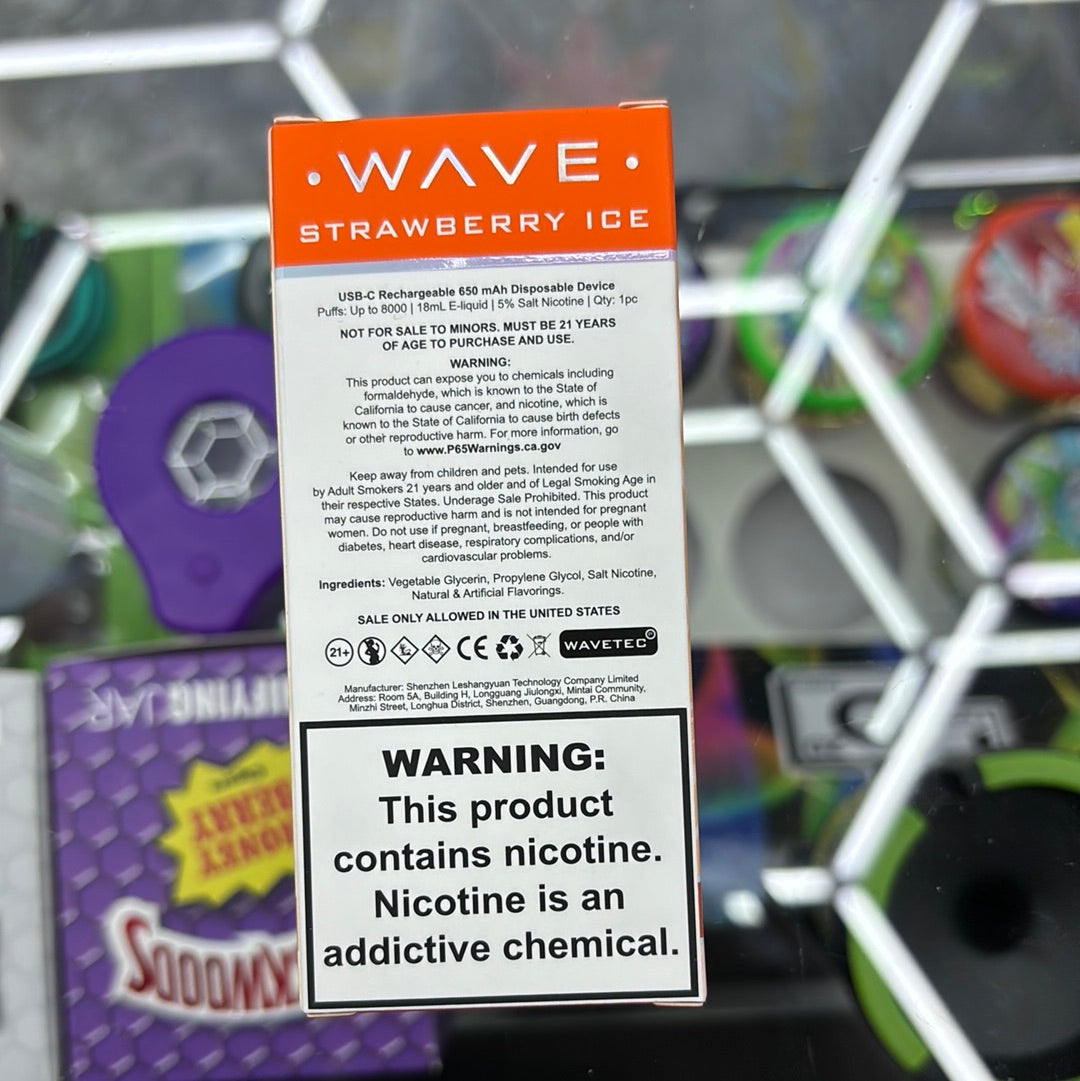 · WAVE ·
STRAWBERRY ICE
USB-C Rechargeable 650 mAh Disposable Device
Puffs: Up to 8000 | 18mL E-liquid | 5% Salt Nicotine | Qty: 1pc
NOT FOR SALE TO MINORS. MUST BE 21 YEARS
OF AGE TO PURCHASE AND USE.
WARNING:
This product can expose you to chemicals including
formaldehyde, which is known to the State of
California to cause cancer, and nicotine, which is
known to the State of California to cause birth defects
or other reproductive harm. For more information, go
to www.P65Warnings.ca.gov
Keep away from children and pets. Intended for use
by Adult Smokers 21 years and older and of Legal Smoking Age in
their respective States. Underage Sale Prohibited. This product
may cause reproductive harm and is not intended for pregnant
women. Do not use if pregnant, breastfeeding, or people with
diabetes, heart disease, respiratory complications, and/or
cardiovascular problems.
Ingredients: Vegetable Glycerin, Propylene Glycol, Salt Nicotine,
Natural & Artificial Flavorings.
SALE ONLY ALLOWED IN THE UNITED STATES
21+ CE WAVETEC
Manufacturer: Shenzhen Leshangyuan Technology Company Limited
Address: Room 5A, Building H, Longguang Jiulongxi, Mintai Community,
Minzhi Street, Longhua District, Shenzhen, Guangdong, P.R. China
WARNING:
This product
contains nicotine.
Nicotine is an
addictive chemical.
IFYING JAR
HONEY
BERRY
XWOODS